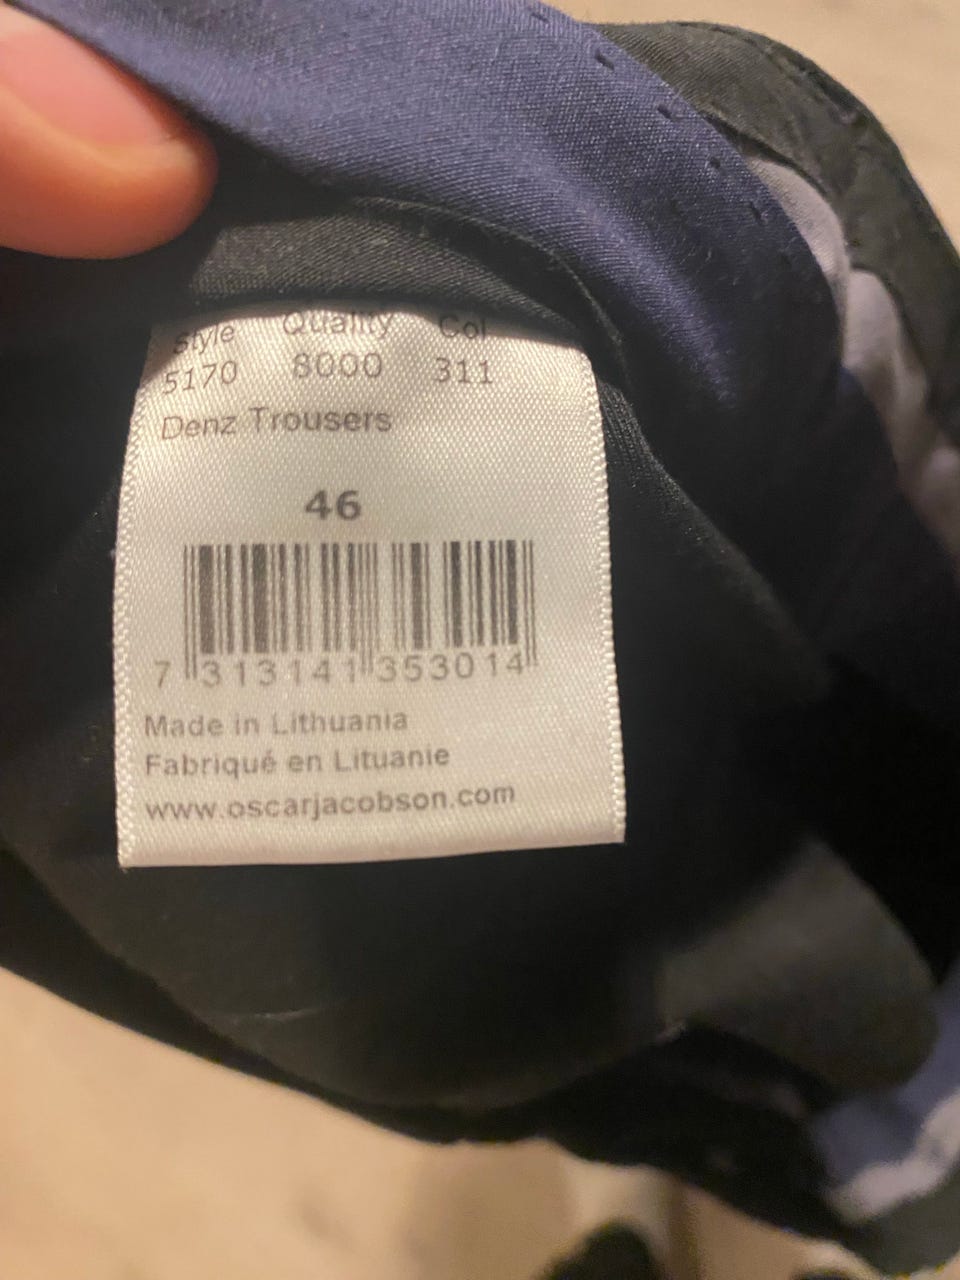 Style Quality Col
5170 8000 311
Denz Trousers
46
7 313141 353014
Made in Lithuania
Fabriqué en Lituanie
www.oscarjacobson.com